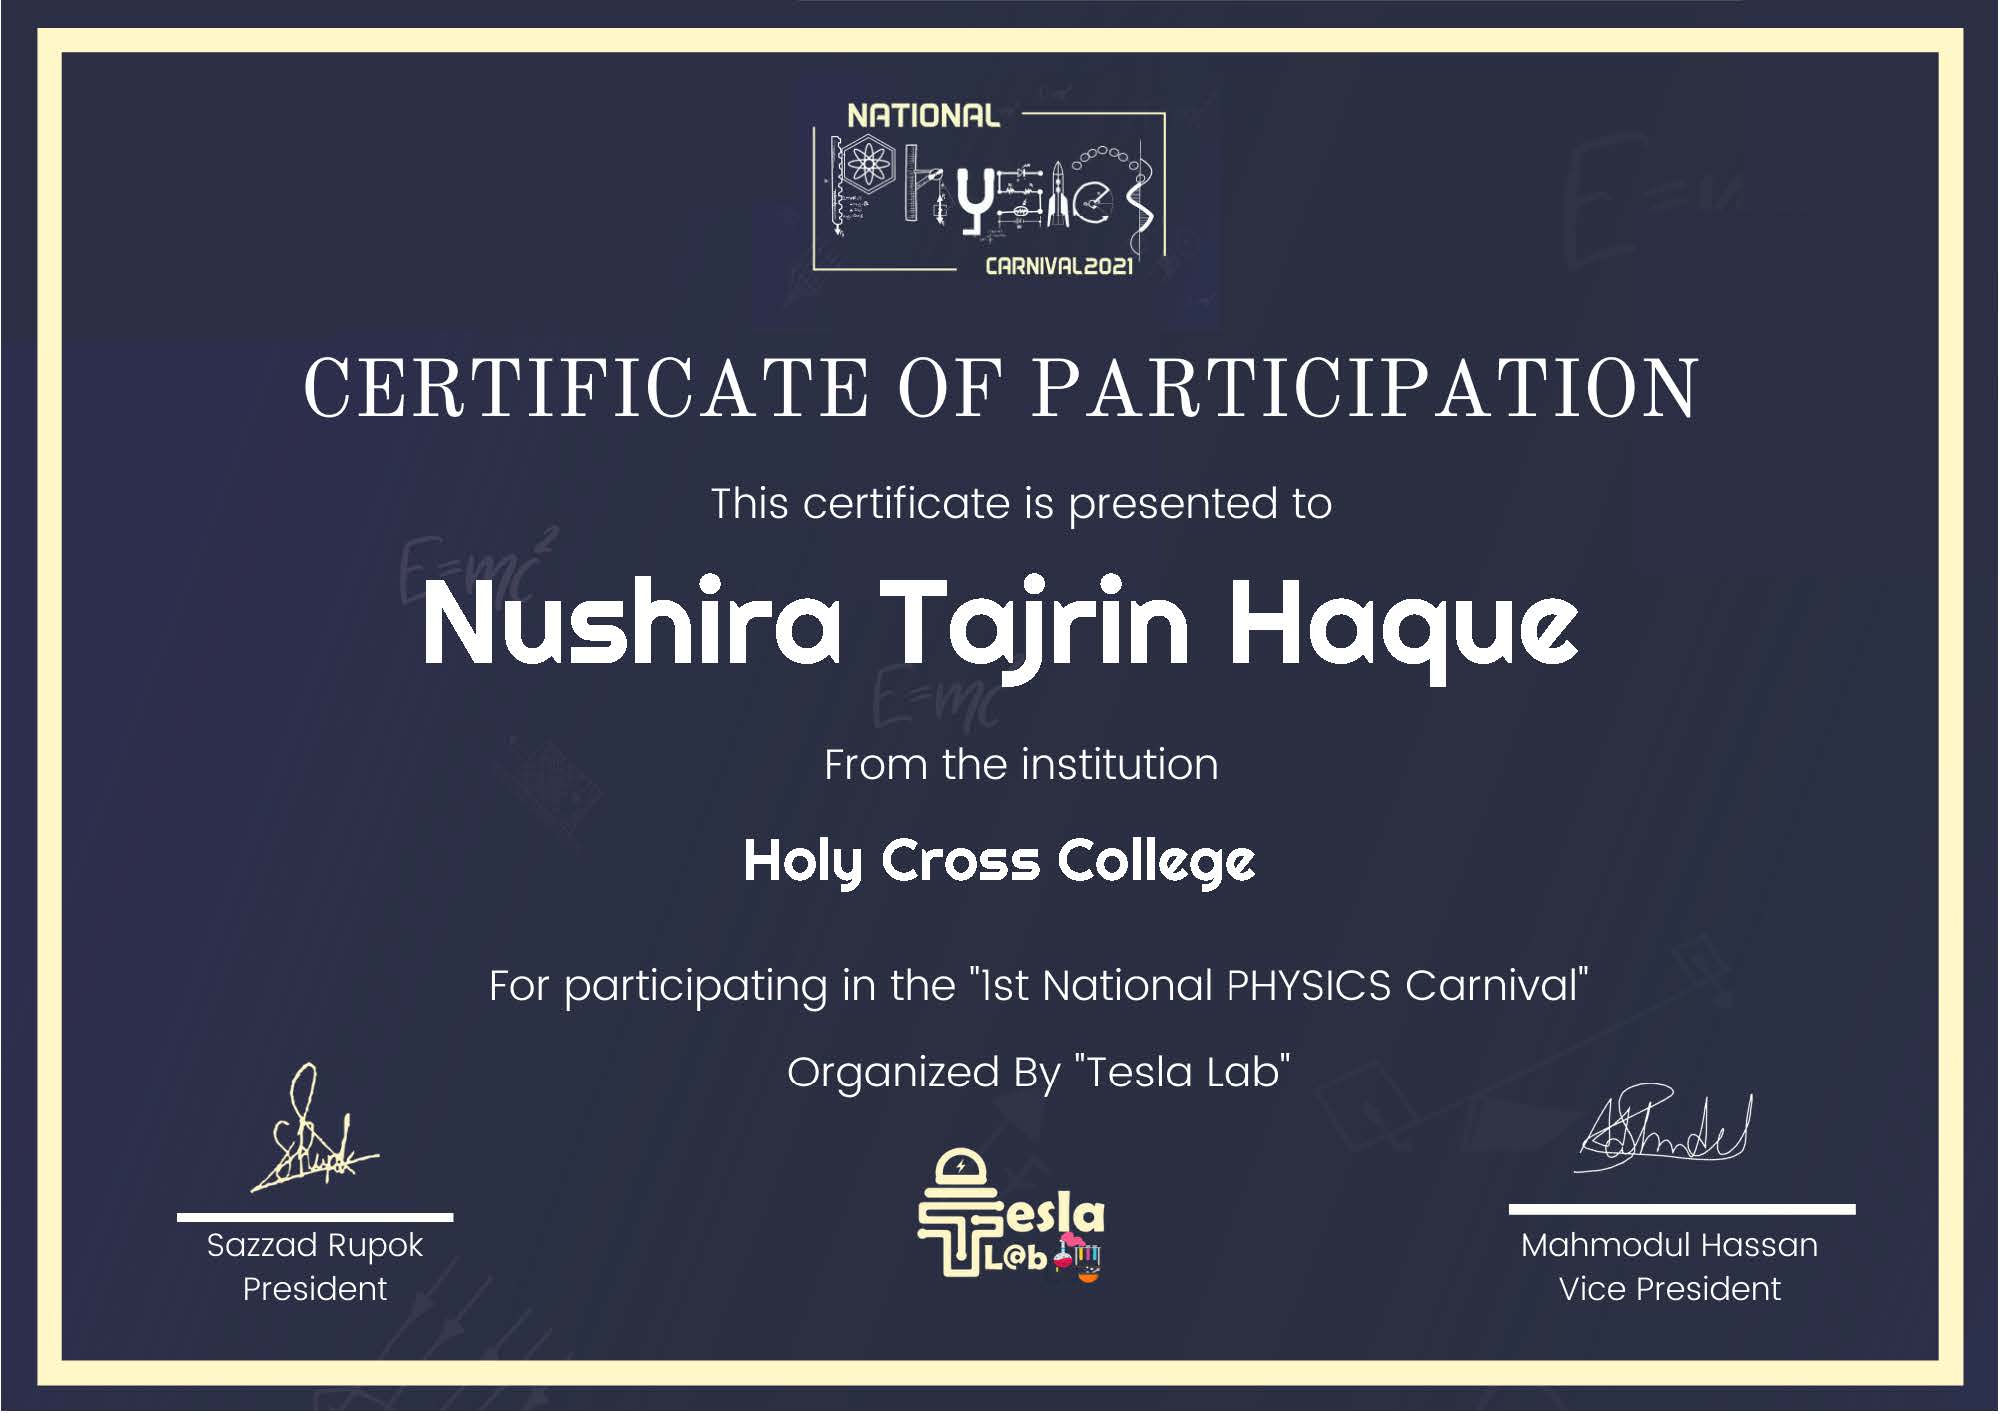 NATIONAL
Physics
CARNIVAL2021
E=m
CERTIFICATE OF PARTICIPATION
This certificate is presented to
E=mc²
Nushira Tajrin Haque
E=mc
From the institution
Holy Cross College
For participating in the "1st National PHYSICS Carnival"
Organized By "Tesla Lab"
Tesla
L@b
Sazzad Rupok
President
Mahmodul Hassan
Vice President